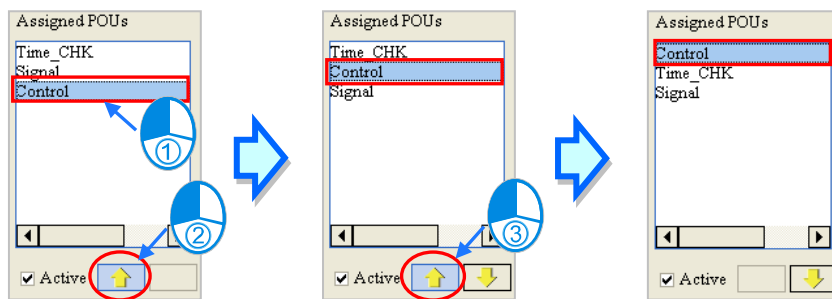 Assigned POUs
Time_CHK
Signal
Control
①
②
Active
Assigned POUs
Time_CHK
Control
Signal
③
Active
Assigned POUs
Control
Time_CHK
Signal
Active